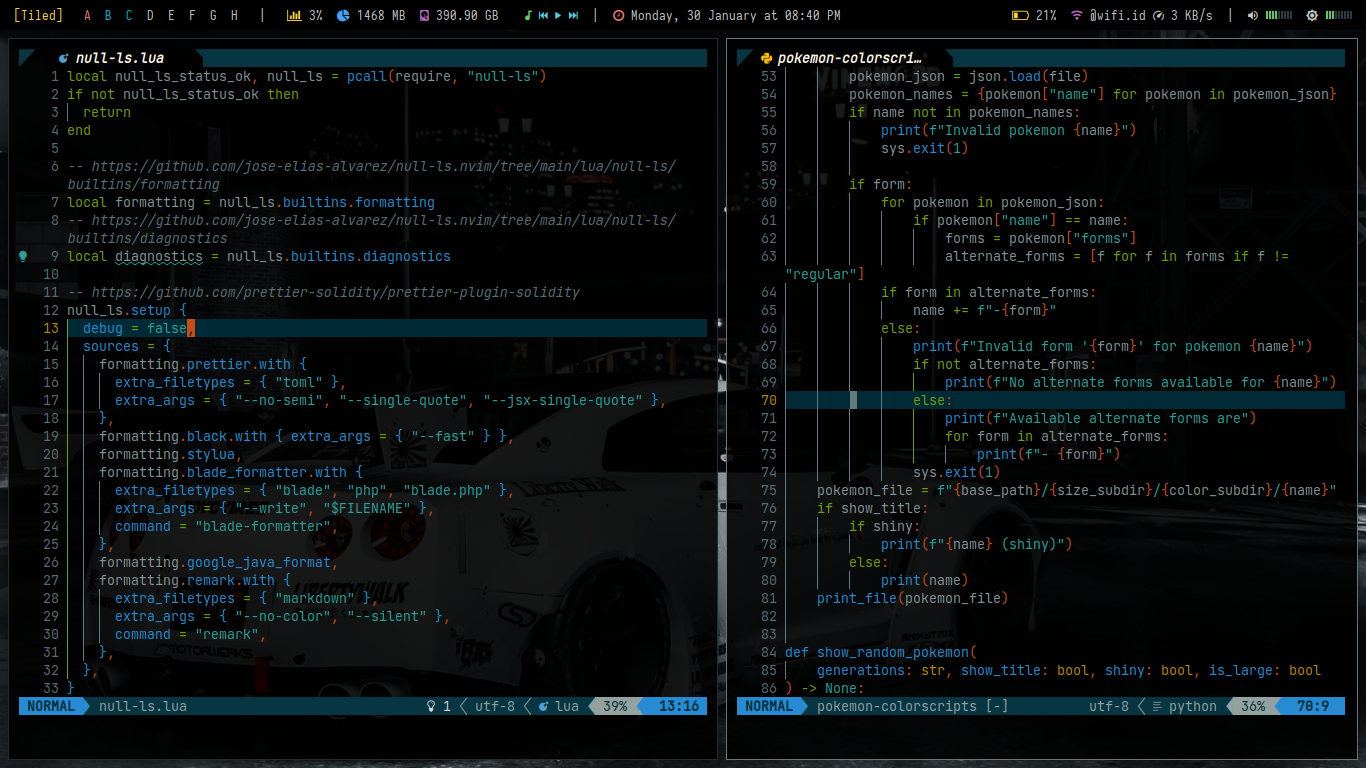 [Tiled] A B C D E F G H | 3% 1468 MB 390.90 GB | Monday, 30 January at 08:40 PM 21% @wifi.id 3 KB/s |
null-ls.lua
1 local null_ls_status_ok, null_ls = pcall(require, "null-ls")
2 if not null_ls_status_ok then
3   return
4 end
5
6 -- https://github.com/jose-elias-alvarez/null-ls.nvim/tree/main/lua/null-ls/
builtins/formatting
7 local formatting = null_ls.builtins.formatting
8 -- https://github.com/jose-elias-alvarez/null-ls.nvim/tree/main/lua/null-ls/
builtins/diagnostics
9 local diagnostics = null_ls.builtins.diagnostics
10
11 -- https://github.com/prettier-solidity/prettier-plugin-solidity
12 null_ls.setup {
13   debug = false,
14   sources = {
15     formatting.prettier.with {
16       extra_filetypes = { "toml" },
17       extra_args = { "--no-semi", "--single-quote", "--jsx-single-quote" },
18     },
19     formatting.black.with { extra_args = { "--fast" } },
20     formatting.stylua,
21     formatting.blade_formatter.with {
22       extra_filetypes = { "blade", "php", "blade.php" },
23       extra_args = { "--write", "$FILENAME" },
24       command = "blade-formatter",
25     },
26     formatting.google_java_format,
27     formatting.remark.with {
28       extra_filetypes = { "markdown" },
29       extra_args = { "--no-color", "--silent" },
30       command = "remark",
31     },
32   },
33 }
NORMAL null-ls.lua 1 utf-8 lua 39% 13:16
pokemon-colorscri…
53         pokemon_json = json.load(file)
54         pokemon_names = {pokemon["name"] for pokemon in pokemon_json}
55         if name not in pokemon_names:
56             print(f"Invalid pokemon {name}")
57             sys.exit(1)
58
59         if form:
60             for pokemon in pokemon_json:
61                 if pokemon["name"] == name:
62                     forms = pokemon["forms"]
63                     alternate_forms = [f for f in forms if f !=
"regular"]
64             if form in alternate_forms:
65                 name += f"-{form}"
66             else:
67                 print(f"Invalid form '{form}' for pokemon {name}")
68                 if not alternate_forms:
69                     print(f"No alternate forms available for {name}")
70                 else:
71                     print(f"Available alternate forms are")
72                     for form in alternate_forms:
73                         print(f"- {form}")
74                 sys.exit(1)
75     pokemon_file = f"{base_path}/{size_subdir}/{color_subdir}/{name}"
76     if show_title:
77         if shiny:
78             print(f"{name} (shiny)")
79         else:
80             print(name)
81     print_file(pokemon_file)
82
83
84 def show_random_pokemon(
85     generations: str, show_title: bool, shiny: bool, is_large: bool
86 ) -> None:
NORMAL pokemon-colorscripts [-] utf-8 python 36% 70:9